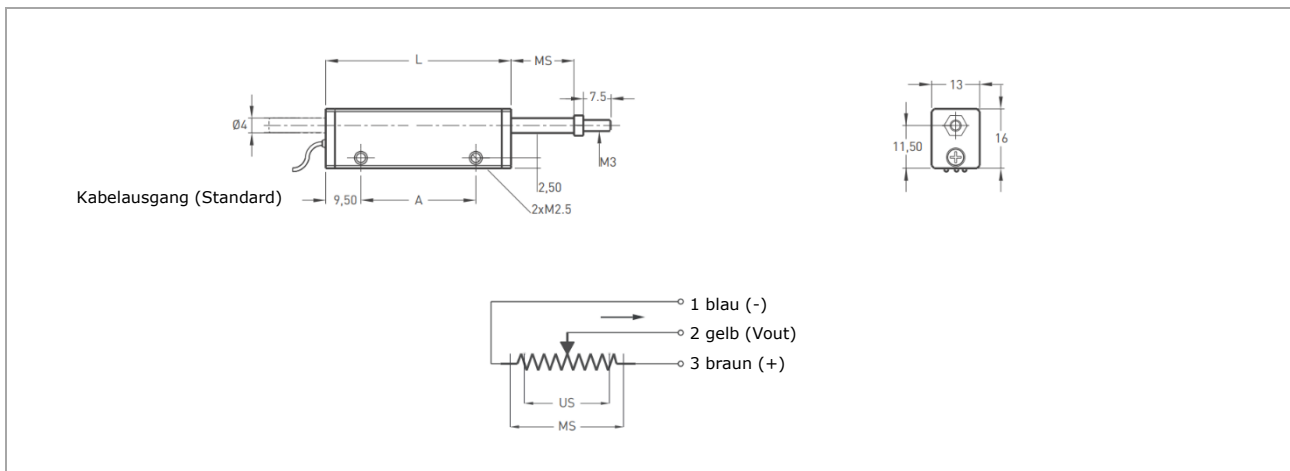 L
MS
7.5
Ø4
M3
2,50
9,50
A
2xM2.5
Kabelausgang (Standard)
13
11,50
16
1 blau (-)
2 gelb (Vout)
3 braun (+)
US
MS